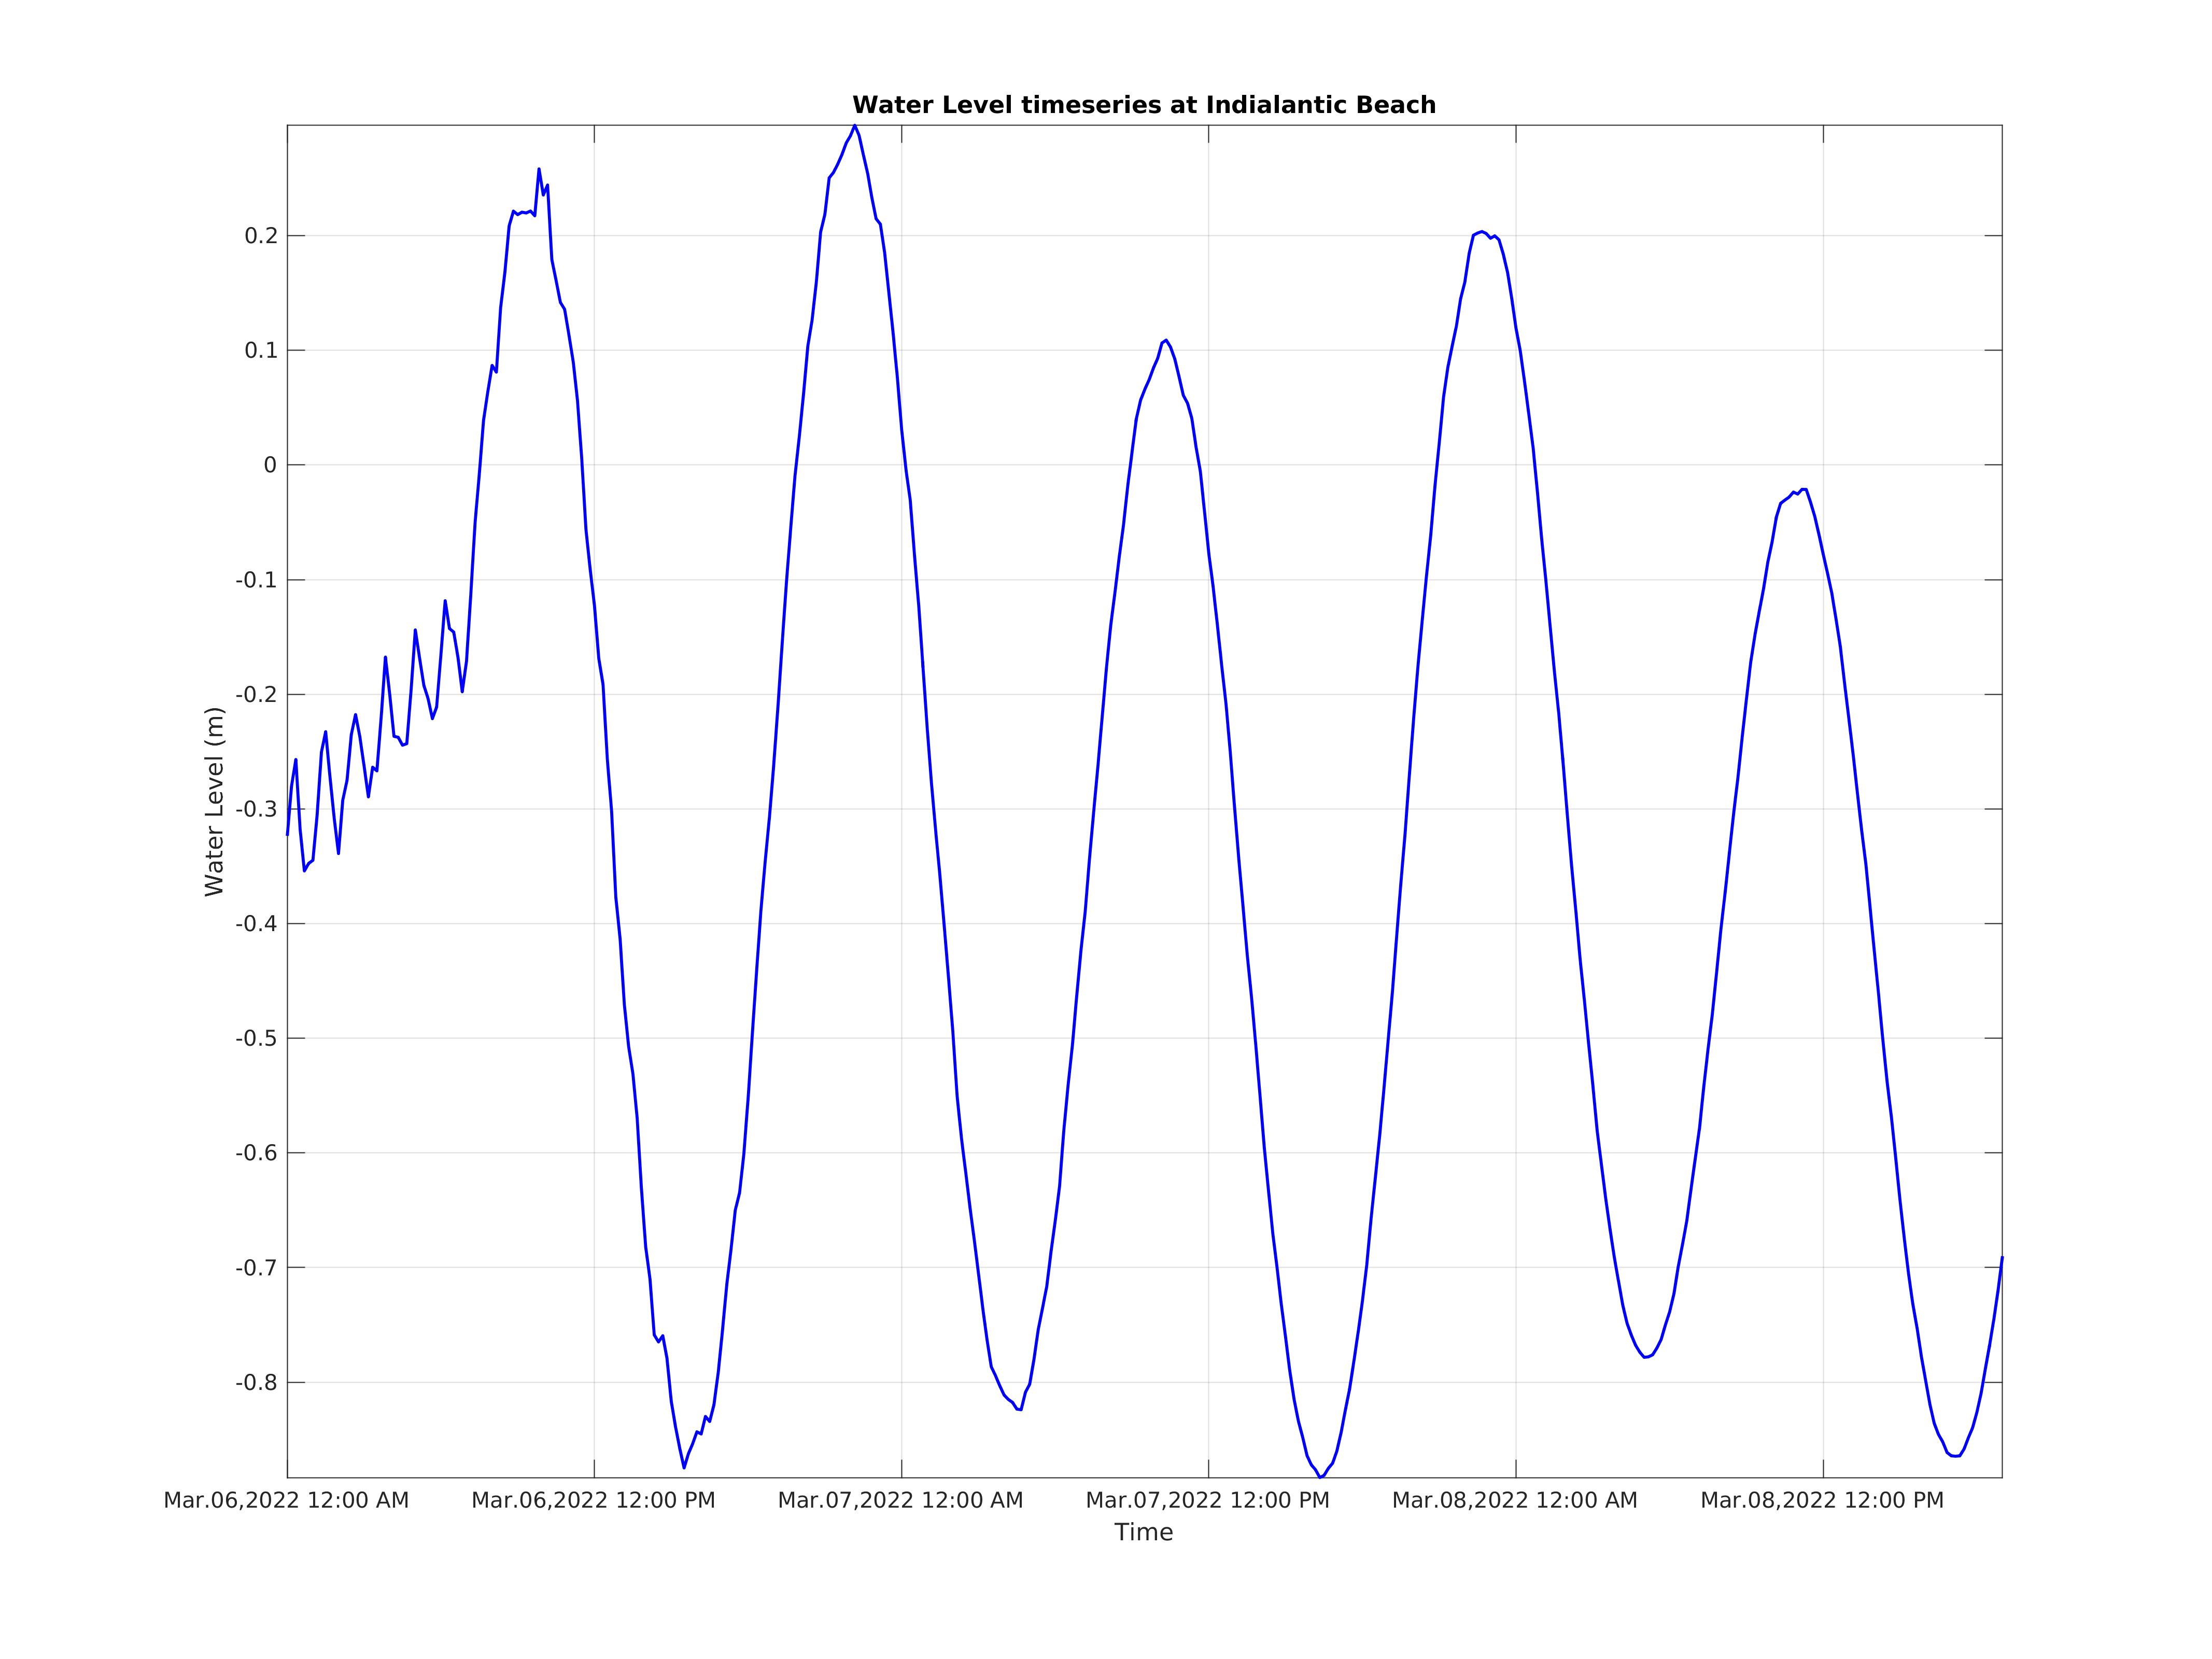 Water Level timeseries at Indialantic Beach
0.2
0.1
0
-0.1
-0.2
-0.3
-0.4
-0.5
-0.6
-0.7
-0.8
Water Level (m)
Mar.06,2022 12:00 AM Mar.06,2022 12:00 PM Mar.07,2022 12:00 AM Mar.07,2022 12:00 PM Mar.08,2022 12:00 AM Mar.08,2022 12:00 PM
Time